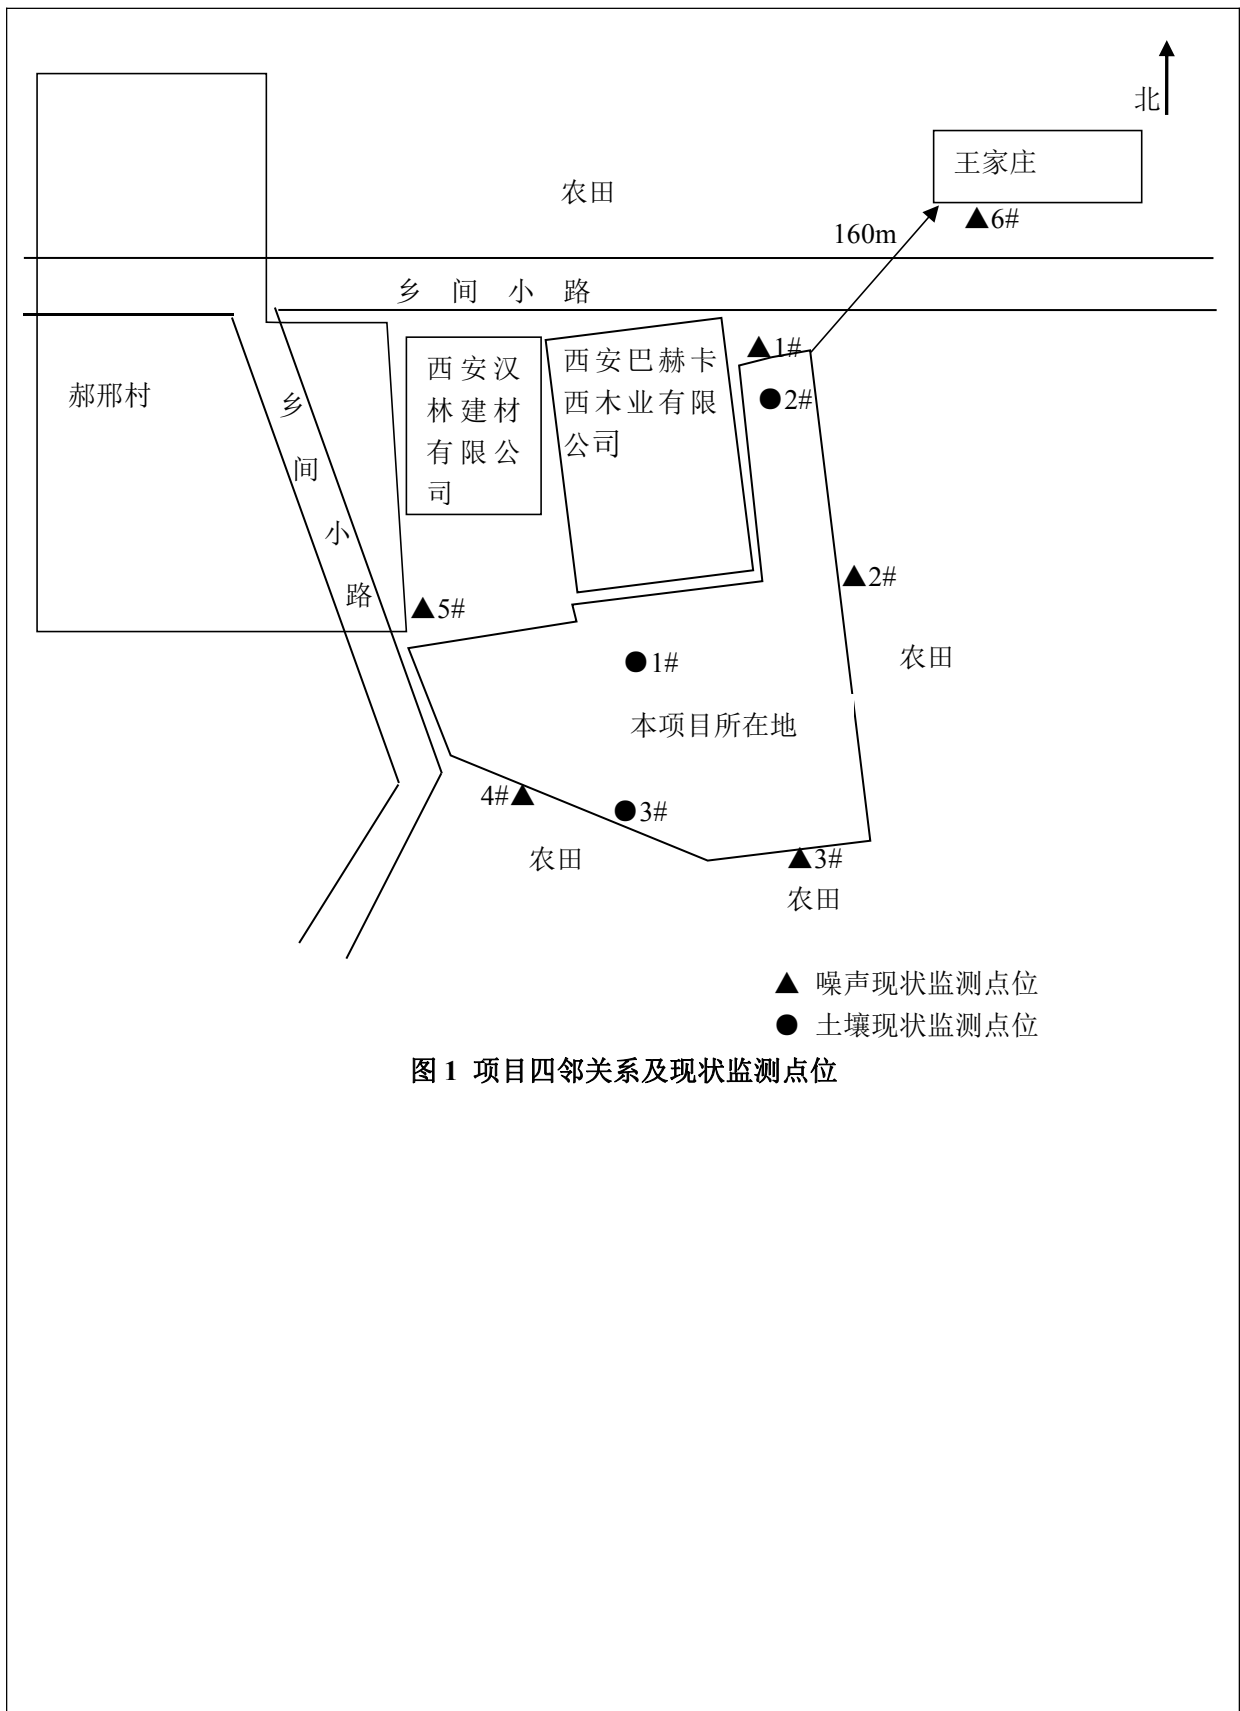 北
王家庄
农田
▲6#
160m
乡间小路
▲1#
西安汉
林建材
有限公
司
西安巴赫卡
西木业有限
公司
郝邢村
●2#
乡
间
小
路
▲2#
▲5#
农田
●1#
本项目所在地
4#▲
●3#
农田
▲3#
农田
▲ 噪声现状监测点位
● 土壤现状监测点位
图 1 项目四邻关系及现状监测点位